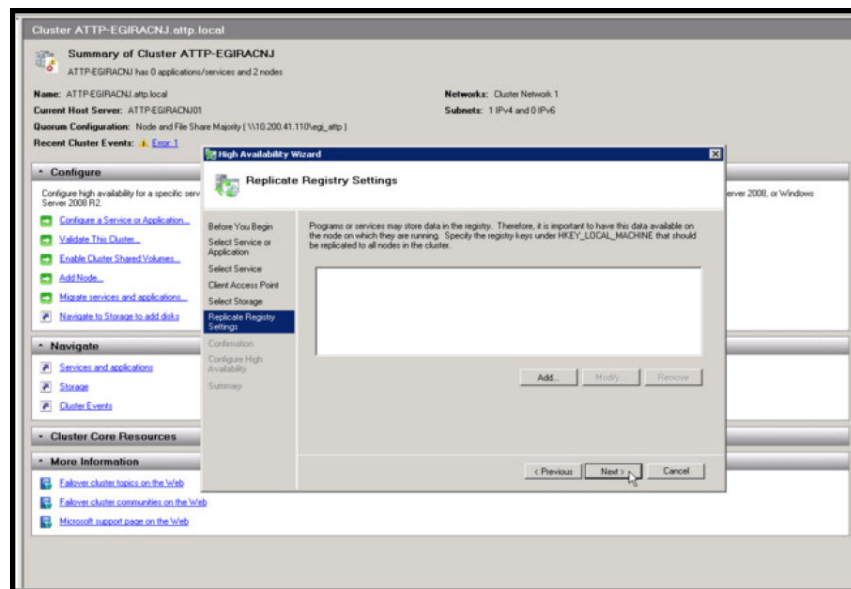 Cluster ATTP-EGIRACNJ.attp.local
Summary of Cluster ATTP-EGIRACNJ
ATTP-EGIRACNJ has 0 applications/services and 2 nodes
Name: ATTP-EGIRACNJ.attp.local
Networks: Cluster Network 1
Current Host Server: ATTP-EGIRACNJ01
Subnets: 1 IPv4 and 0 IPv6
Quorum Configuration: Node and File Share Majority (\\10.200.41.110\egi_attp)
Recent Cluster Events: Error: 1
Configure
Configure high availability for a specific serv
erver 2008, or Windows
Server 2008 R2.
Configure a Service or Application...
Validate This Cluster...
Enable Cluster Shared Volumes...
Add Node...
Migrate services and applications...
Navigate to Storage to add disks
Navigate
Services and applications
Storage
Cluster Events
Cluster Core Resources
More Information
Failover cluster topics on the Web
Failover cluster communities on the Web
Microsoft support page on the Web
High Availability Wizard
Replicate Registry Settings
Before You Begin
Select Service or
Application
Select Service
Client Access Point
Select Storage
Replicate Registry
Settings
Confirmation
Configure High
Availability
Summary
Programs or services may store data in the registry. Therefore, it is important to have this data available on
the node on which they are running. Specify the registry keys under HKEY_LOCAL_MACHINE that should
be replicated to all nodes in the cluster.
Add...
Modify...
Remove
< Previous
Next >
Cancel